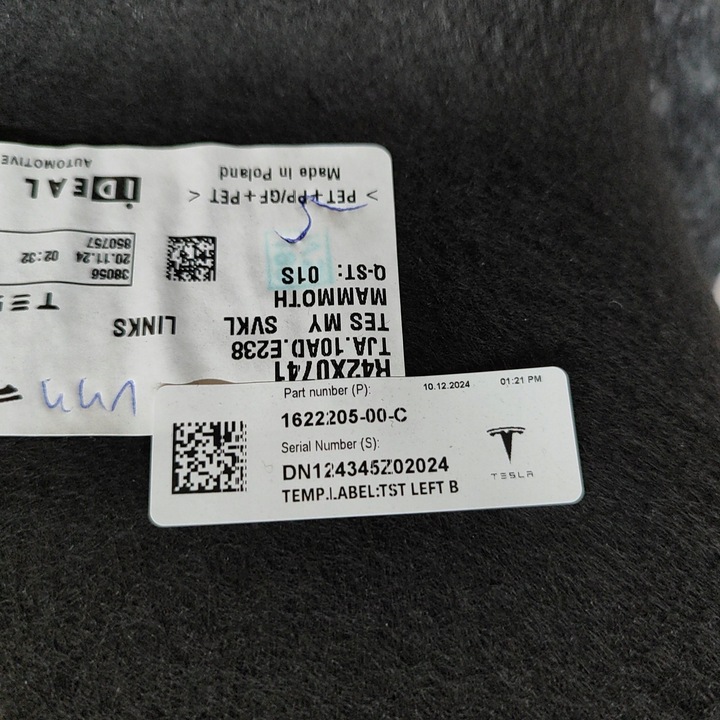 AUTOMOTIVE
iDEAL
Made in Poland
> PET+PP/GF+PET <
38056
20.11.24 02:32
850757
Q-ST: 01S
MAMMOTH
TES MY SVKL LINKS
TJA.10AD.E238
R42X0741
Part number (P): 10.12.2024 01:21 PM
1622205-00-C
Serial Number (S):
DN124345Z02024
TEMP.LABEL:TST LEFT B
TESLA